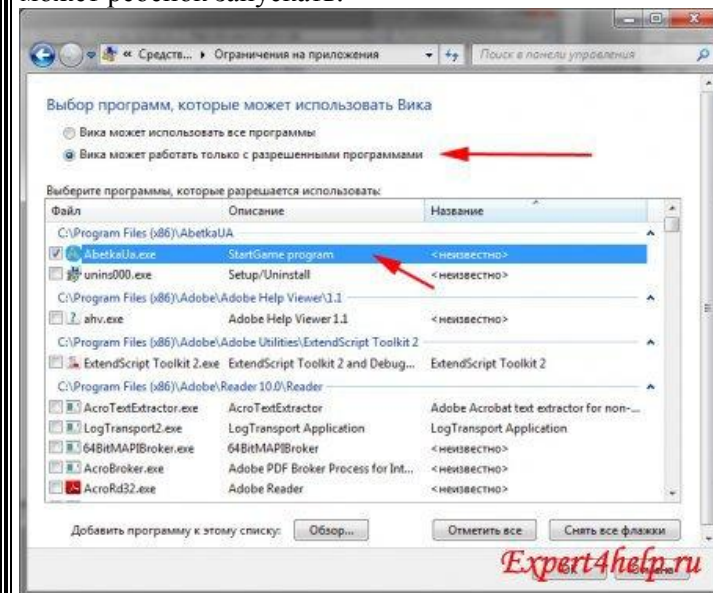 может ребенок запускать.
« Средств... ▸ Ограничения на приложения
Поиск в панели управления
Выбор программ, которые может использовать Вика
Вика может использовать все программы
Вика может работать только с разрешенными программами
Выберите программы, которые разрешается использовать:
Файл Описание Название
C:\Program Files (x86)\AbetkaUA
AbetkaUa.exe StartGame program <неизвестно>
unins000.exe Setup/Uninstall <неизвестно>
C:\Program Files (x86)\Adobe\Adobe Help Viewer\1.1
ahv.exe Adobe Help Viewer 1.1 <неизвестно>
C:\Program Files (x86)\Adobe\Adobe Utilities\ExtendScript Toolkit 2
ExtendScript Toolkit 2.exe ExtendScript Toolkit 2 and Debug... ExtendScript Toolkit 2
C:\Program Files (x86)\Adobe\Reader 10.0\Reader
AcroTextExtractor.exe AcroTextExtractor Adobe Acrobat text extractor for non-...
LogTransport2.exe LogTransport Application LogTransport Application
64BitMAPIBroker.exe 64BitMAPIBroker <неизвестно>
AcroBroker.exe Adobe PDF Broker Process for Int... <неизвестно>
AcroRd32.exe Adobe Reader <неизвестно>
Добавить программу к этому списку: Обзор... Отметить все Снять все флажки
Expert4help.ru